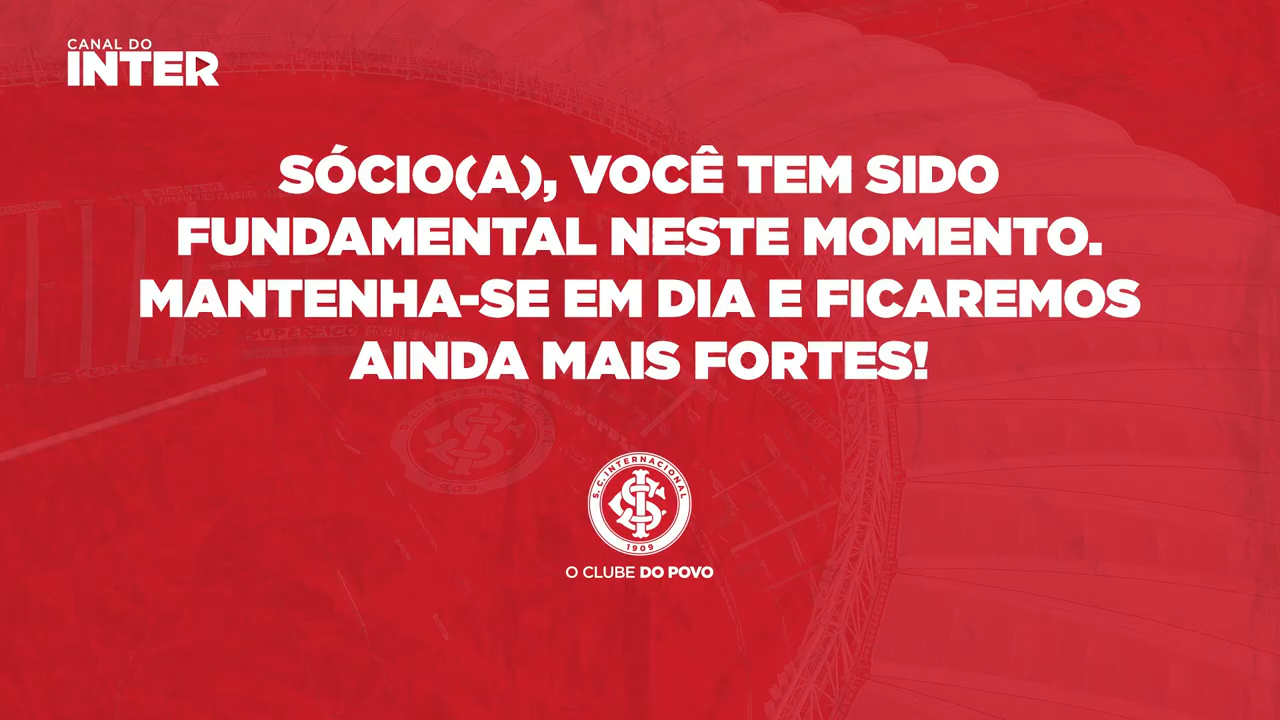 CANAL DO
INTER
SÓCIO(A), VOCÊ TEM SIDO
FUNDAMENTAL NESTE MOMENTO.
MANTENHA-SE EM DIA E FICAREMOS
AINDA MAIS FORTES!
S.C. INTERNACIONAL
1909
O CLUBE DO POVO